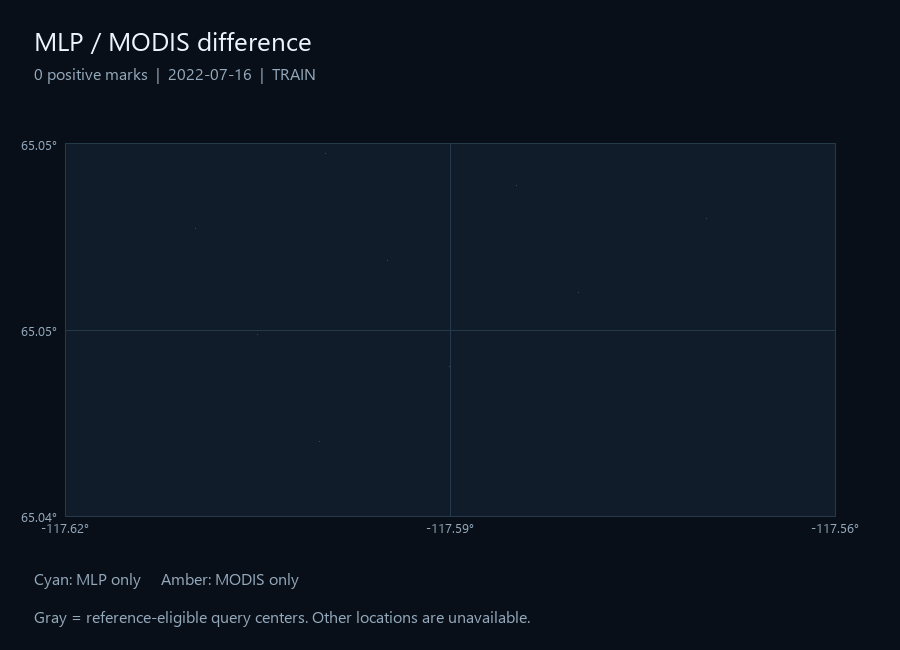 MLP / MODIS difference
0 positive marks | 2022-07-16 | TRAIN
65.05°
65.05°
65.04°
-117.62° -117.59° -117.56°
Cyan: MLP only Amber: MODIS only
Gray = reference-eligible query centers. Other locations are unavailable.